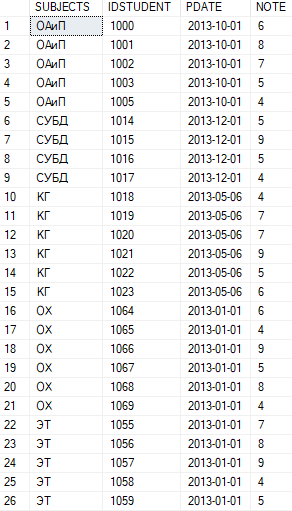 SUBJECTS IDSTUDENT PDATE NOTE
1 ОАиП 1000 2013-10-01 6
2 ОАиП 1001 2013-10-01 8
3 ОАиП 1002 2013-10-01 7
4 ОАиП 1003 2013-10-01 5
5 ОАиП 1005 2013-10-01 4
6 СУБД 1014 2013-12-01 5
7 СУБД 1015 2013-12-01 9
8 СУБД 1016 2013-12-01 5
9 СУБД 1017 2013-12-01 4
10 КГ 1018 2013-05-06 4
11 КГ 1019 2013-05-06 7
12 КГ 1020 2013-05-06 7
13 КГ 1021 2013-05-06 9
14 КГ 1022 2013-05-06 5
15 КГ 1023 2013-05-06 6
16 ОХ 1064 2013-01-01 6
17 ОХ 1065 2013-01-01 4
18 ОХ 1066 2013-01-01 9
19 ОХ 1067 2013-01-01 5
20 ОХ 1068 2013-01-01 8
21 ОХ 1069 2013-01-01 4
22 ЭТ 1055 2013-01-01 7
23 ЭТ 1056 2013-01-01 8
24 ЭТ 1057 2013-01-01 9
25 ЭТ 1058 2013-01-01 4
26 ЭТ 1059 2013-01-01 5